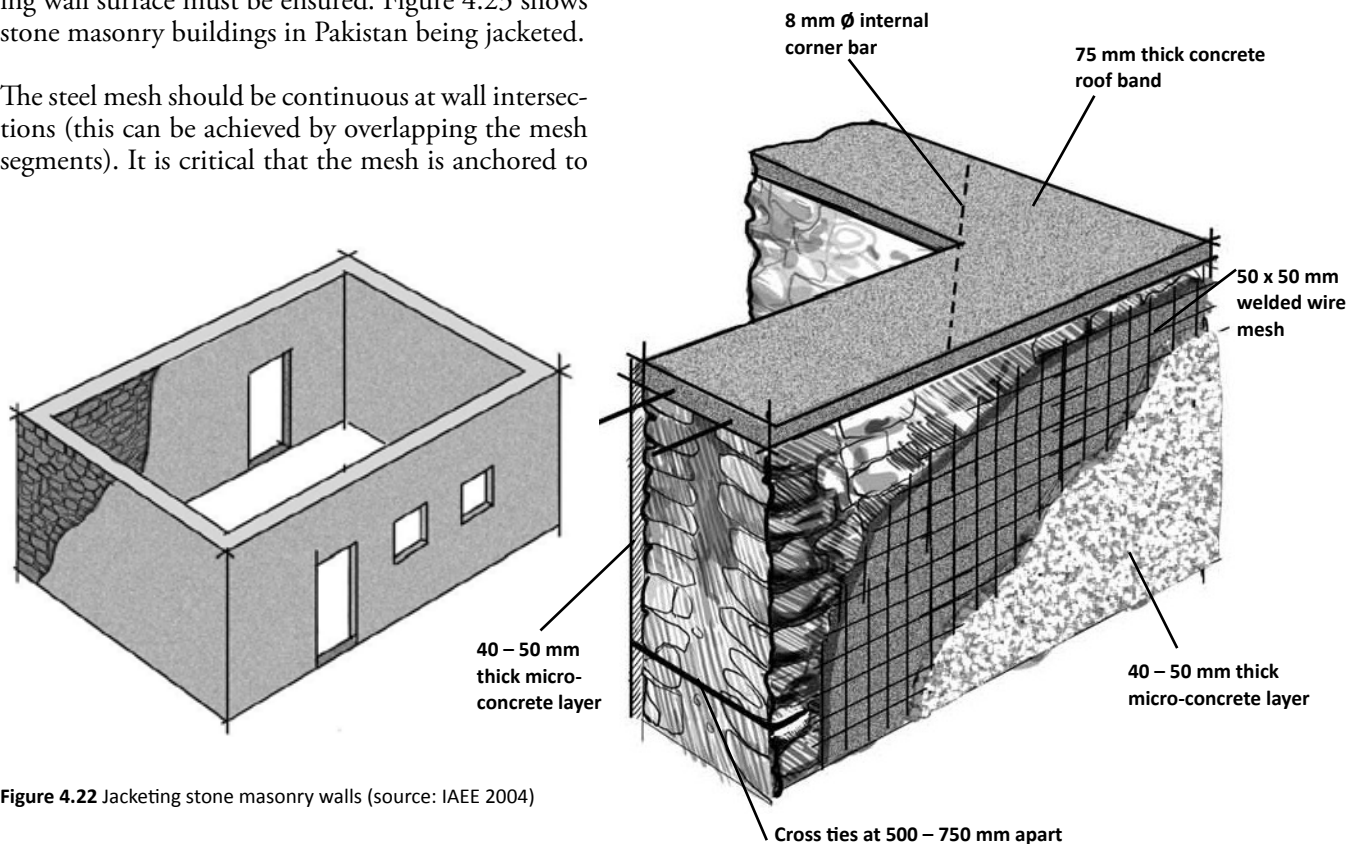 ing wall surface must be ensured. Figure 4.25 shows
stone masonry buildings in Pakistan being jacketed.
The steel mesh should be continuous at wall intersec-
tions (this can be achieved by overlapping the mesh
segments). It is critical that the mesh is anchored to
8 mm Ø internal
corner bar
75 mm thick concrete
roof band
50 x 50 mm
welded wire
mesh
40 – 50 mm
thick micro-
concrete layer
40 – 50 mm thick
micro-concrete layer
Figure 4.22 Jacketing stone masonry walls (source: IAEE 2004)
Cross ties at 500 – 750 mm apart